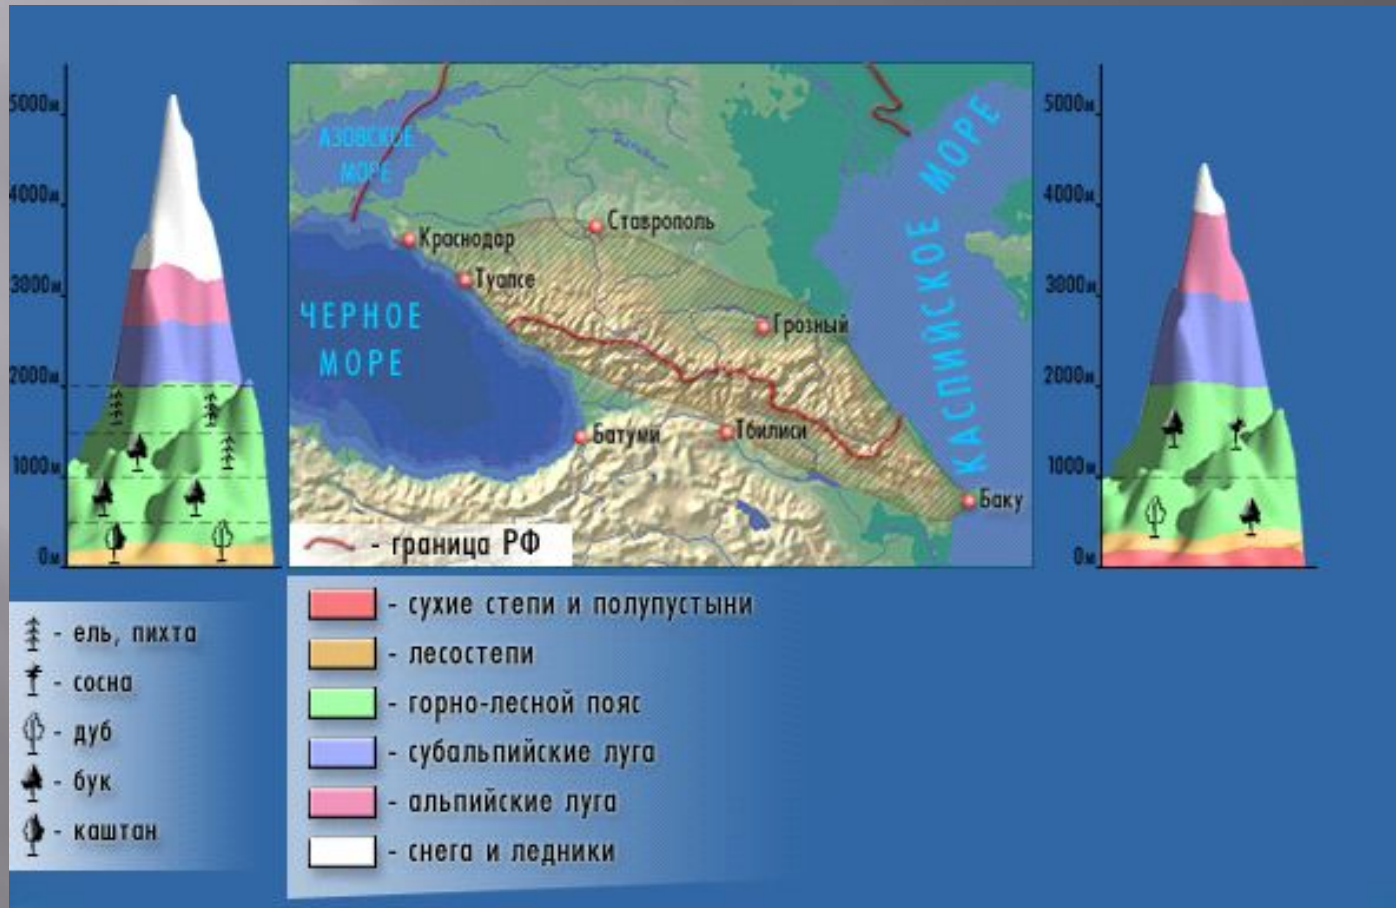 5000м
4000м
3000м
2000м
1000м
0м
АЗОВСКОЕ
МОРЕ
Ставрополь
Краснодар
Туапсе
ЧЕРНОЕ
МОРЕ
Грозный
КАСПИЙСКОЕ МОРЕ
Батуми
Тбилиси
Баку
- граница РФ
5000м
4000м
3000м
2000м
1000м
0м
- ель, пихта
- сосна
- дуб
- бук
- каштан
- сухие степи и полупустыни
- лесостепи
- горно-лесной пояс
- субальпийские луга
- альпийские луга
- снега и ледники